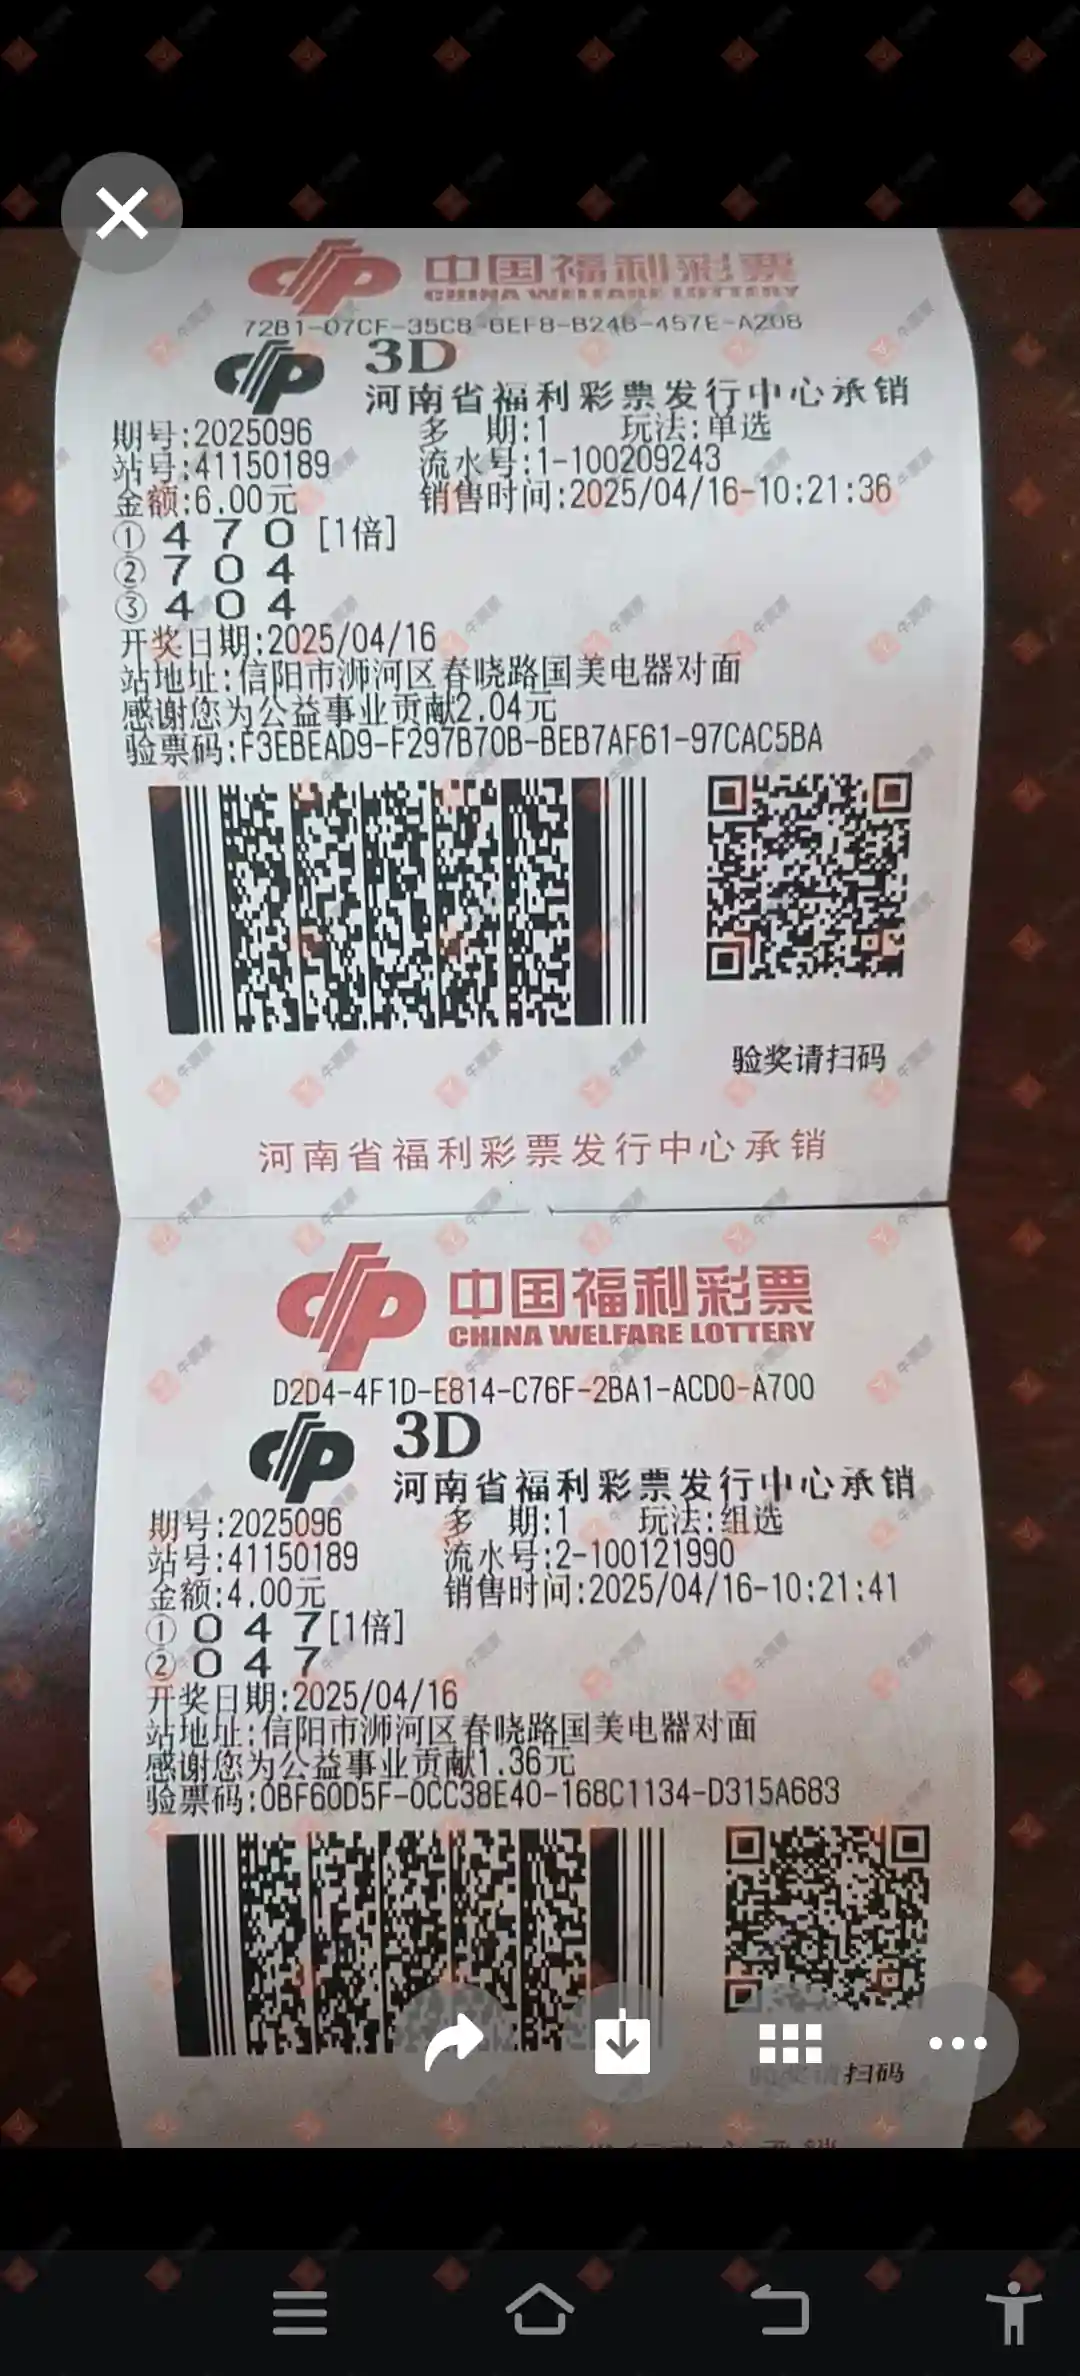 中国福利彩票
CHINA WELFARE LOTTERY
72B1-07CF-35C8-6EF8-B24B-457E-A20B
3D
河南省福利彩票发行中心承销
期号:2025096 多 期:1 玩法:单选
站号:41150189 流水号:1-100209243
金额:6.00元 销售时间:2025/04/16-10:21:36
① 4 7 0 [1倍]
② 7 0 4
③ 4 0 4
开奖日期:2025/04/16
站地址:信阳市浉河区春晓路国美电器对面
感谢您为公益事业贡献2.04元
验票码:F3EBEAD9-F297B70B-BEB7AF61-97CAC5BA
验奖请扫码
河南省福利彩票发行中心承销
中国福利彩票
CHINA WELFARE LOTTERY
D2D4-4F1D-E814-C76F-2BA1-ACD0-A700
3D
河南省福利彩票发行中心承销
期号:2025096 多 期:1 玩法:组选
站号:41150189 流水号:2-100121990
金额:4.00元 销售时间:2025/04/16-10:21:41
① 0 4 7[1倍]
② 0 4 7
开奖日期:2025/04/16
站地址:信阳市浉河区春晓路国美电器对面
感谢您为公益事业贡献1.36元
验票码:0BF60D5F-0CC38E40-168C1134-D315A683
验奖请扫码